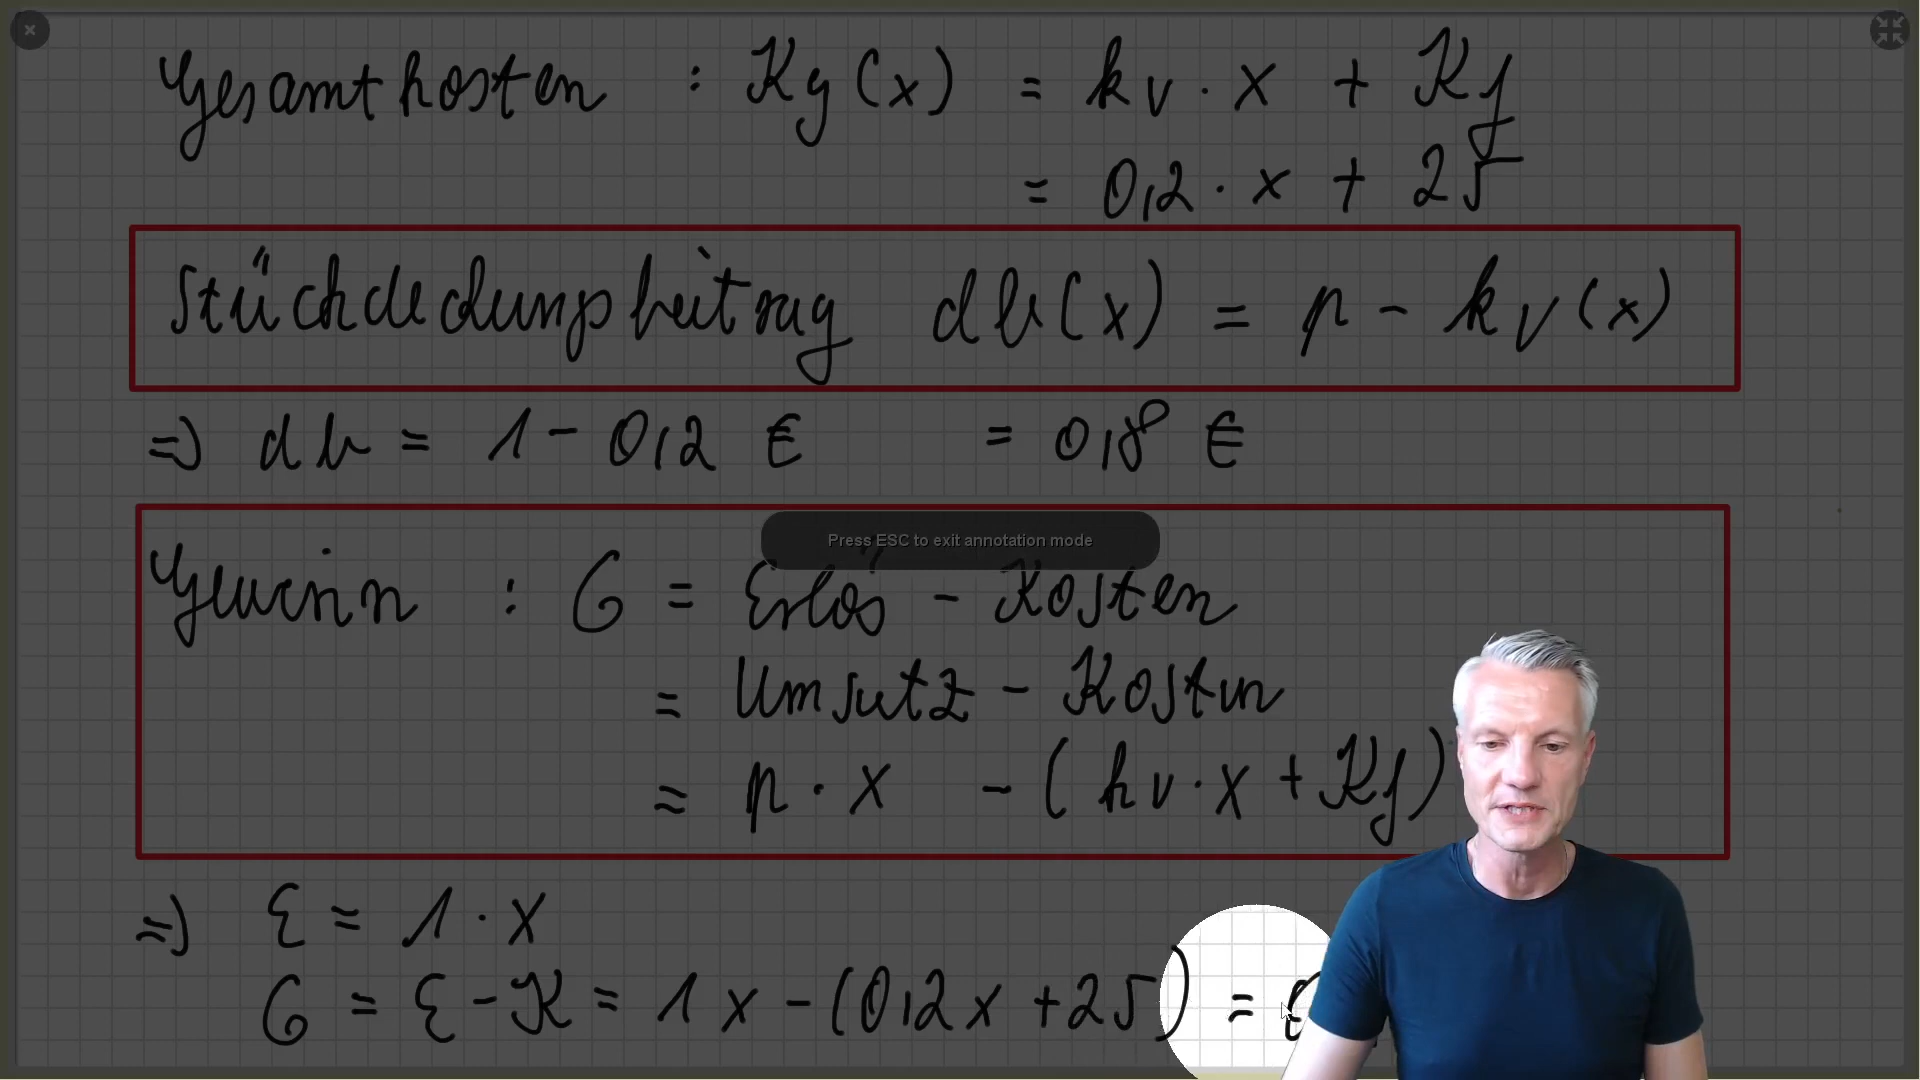 Gesamtkosten : Kg(x) = kv · x + Kf
= 0,2 · x + 25
Stückdeckungsbeitrag db(x) = p - kv(x)
=> db = 1 - 0,2 € = 0,8 €
Press ESC to exit annotation mode
Gewinn : G = Erlös - Kosten
= Umsatz - Kosten
= p · x - (kv · x + Kf)
=> E = 1 · x
G = E - K = 1x - (0,2x + 25) =